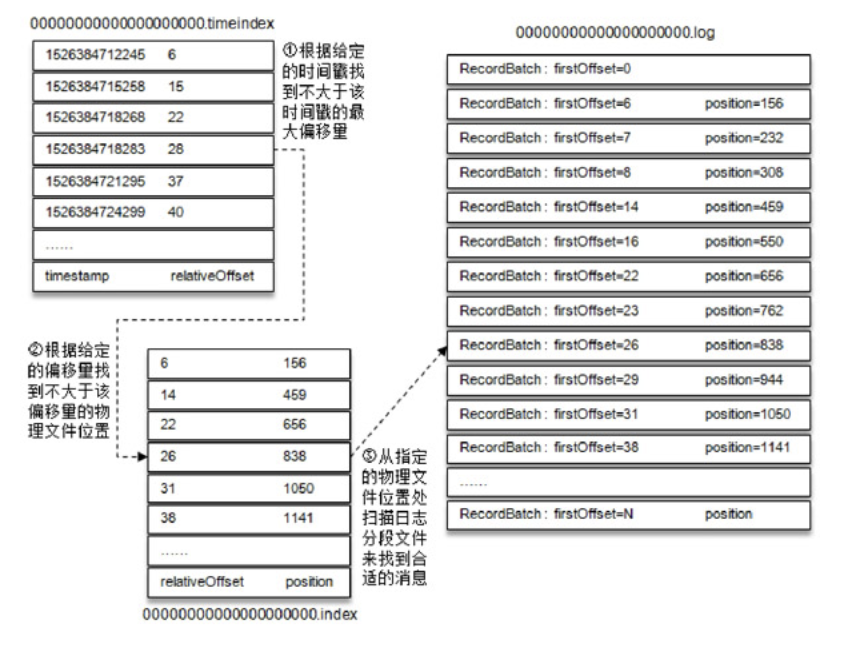 00000000000000000000.timeindex
1526384712245 6
1526384715258 15
1526384718268 22
1526384718283 28
1526384721295 37
1526384724299 40
......
timestamp relativeOffset
①根据给定
的时间戳找
到不大于该
时间戳的最
大偏移量
②根据给定
的偏移量找
到不大于该
偏移量的物
理文件位置
6 156
14 459
22 656
26 838
31 1050
38 1141
......
relativeOffset position
00000000000000000000.index
③从指定
的物理文
件位置处
扫描日志
分段文件
来找到合
适的消息
00000000000000000000.log
RecordBatch: firstOffset=0
RecordBatch: firstOffset=6 position=156
RecordBatch: firstOffset=7 position=232
RecordBatch: firstOffset=8 position=308
RecordBatch: firstOffset=14 position=459
RecordBatch: firstOffset=16 position=550
RecordBatch: firstOffset=22 position=656
RecordBatch: firstOffset=23 position=762
RecordBatch: firstOffset=26 position=838
RecordBatch: firstOffset=29 position=944
RecordBatch: firstOffset=31 position=1050
RecordBatch: firstOffset=38 position=1141
......
RecordBatch: firstOffset=N position